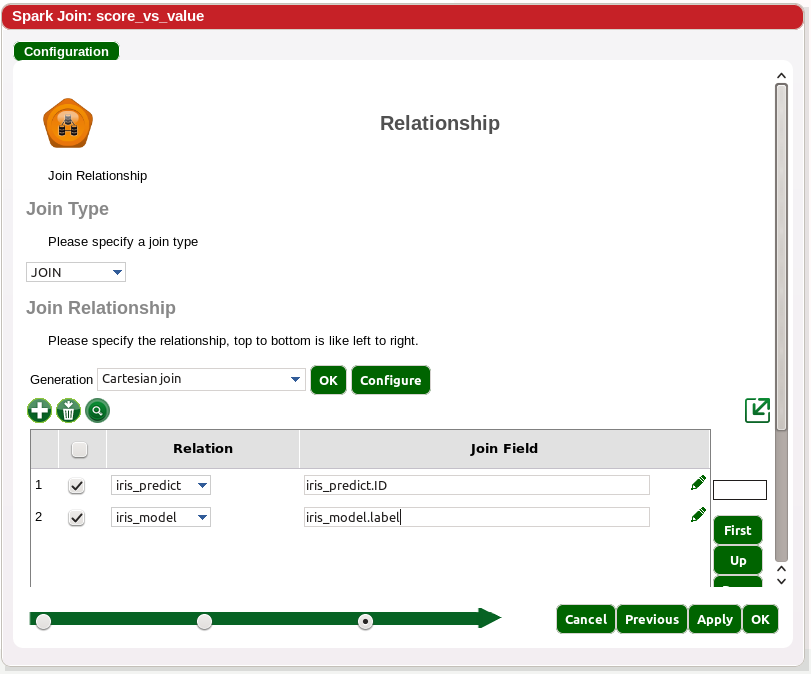 Spark Join: score_vs_value
Configuration
Relationship
Join Relationship
Join Type
Please specify a join type
JOIN
Join Relationship
Please specify the relationship, top to bottom is like left to right.
Generation Cartesian join OK Configure
Relation Join Field
1 iris_predict iris_predict.ID
2 iris_model iris_model.label
First
Up
Cancel Previous Apply OK